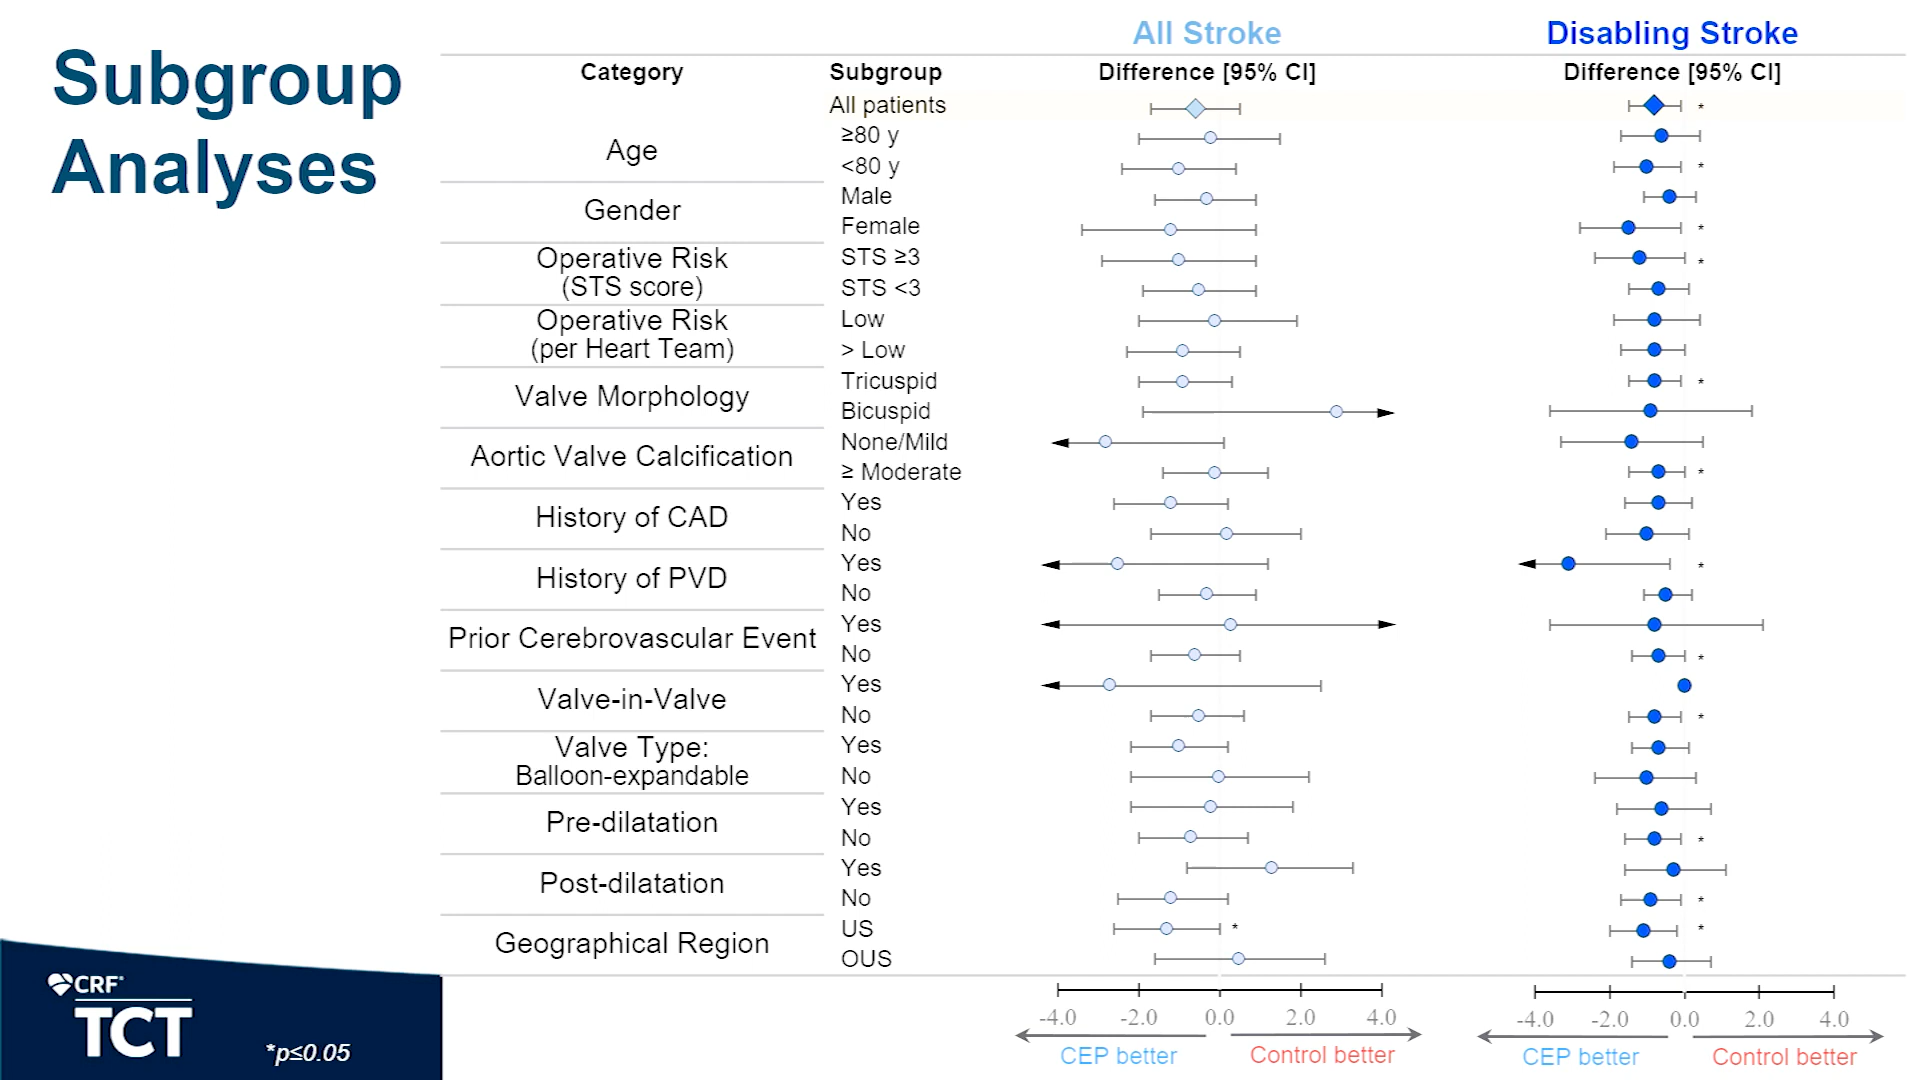 Subgroup
Analyses
All Stroke
Disabling Stroke
Category
Subgroup
Difference [95% CI]
Difference [95% CI]
All patients
*
Age
≥80 y
<80 y
*
Gender
Male
Female
*
Operative Risk
(STS score)
STS ≥3
*
STS <3
Operative Risk
(per Heart Team)
Low
> Low
Valve Morphology
Tricuspid
*
Bicuspid
Aortic Valve Calcification
None/Mild
≥ Moderate
*
History of CAD
Yes
No
History of PVD
Yes
*
No
Prior Cerebrovascular Event
Yes
No
*
Valve-in-Valve
Yes
No
*
Valve Type:
Balloon-expandable
Yes
No
Pre-dilatation
Yes
No
*
Post-dilatation
Yes
No
*
Geographical Region
US
*
*
OUS
-4.0 -2.0 0.0 2.0 4.0
-4.0 -2.0 0.0 2.0 4.0
CEP better
Control better
CEP better
Control better
CRF®
TCT
*p≤0.05